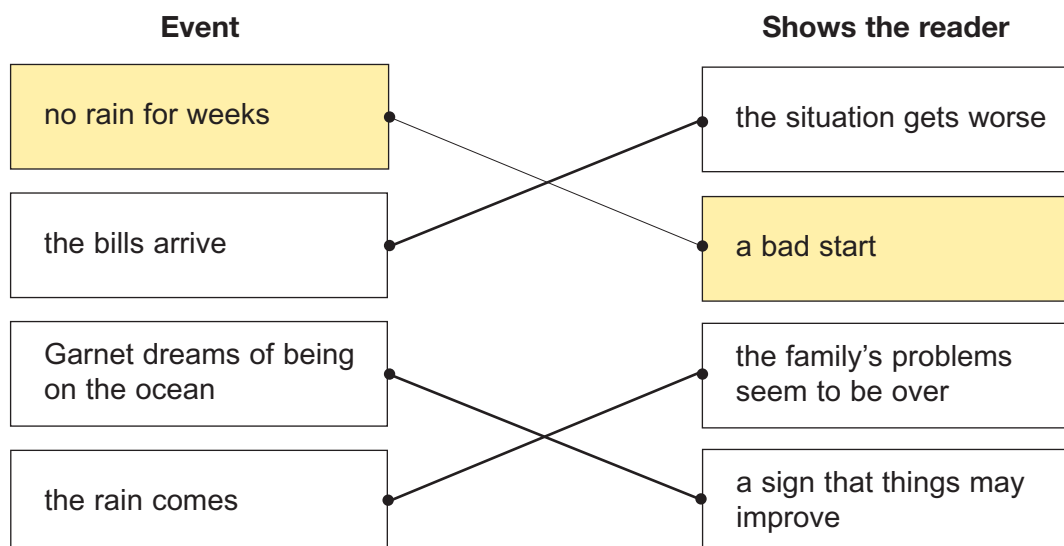 Event
Shows the reader
no rain for weeks
the situation gets worse
the bills arrive
a bad start
Garnet dreams of being
on the ocean
the family’s problems
seem to be over
the rain comes
a sign that things may
improve